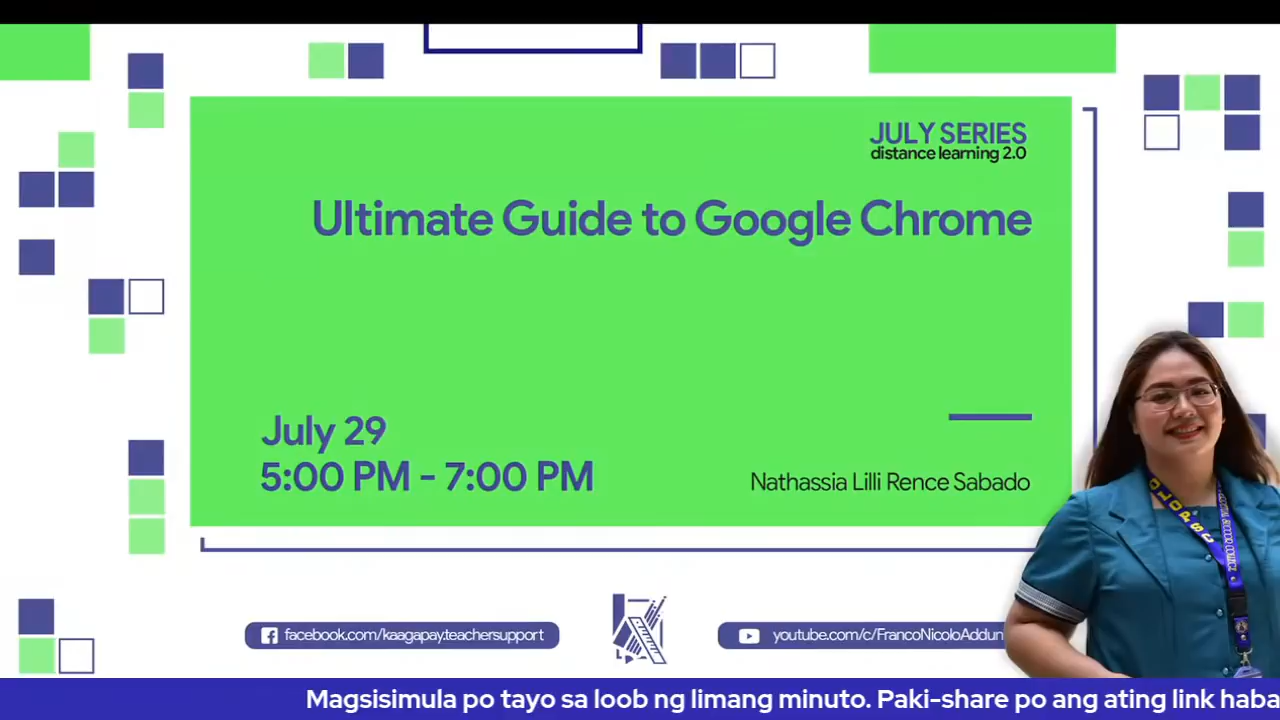 JULY SERIES
distance learning 2.0
Ultimate Guide to Google Chrome
July 29
5:00 PM - 7:00 PM
Nathassia Lilli Rence Sabado
facebook.com/kaagapay.teachersupport
youtube.com/c/FrancoNicoloAddun
Magsisimula po tayo sa loob ng limang minuto. Paki-share po ang ating link haba